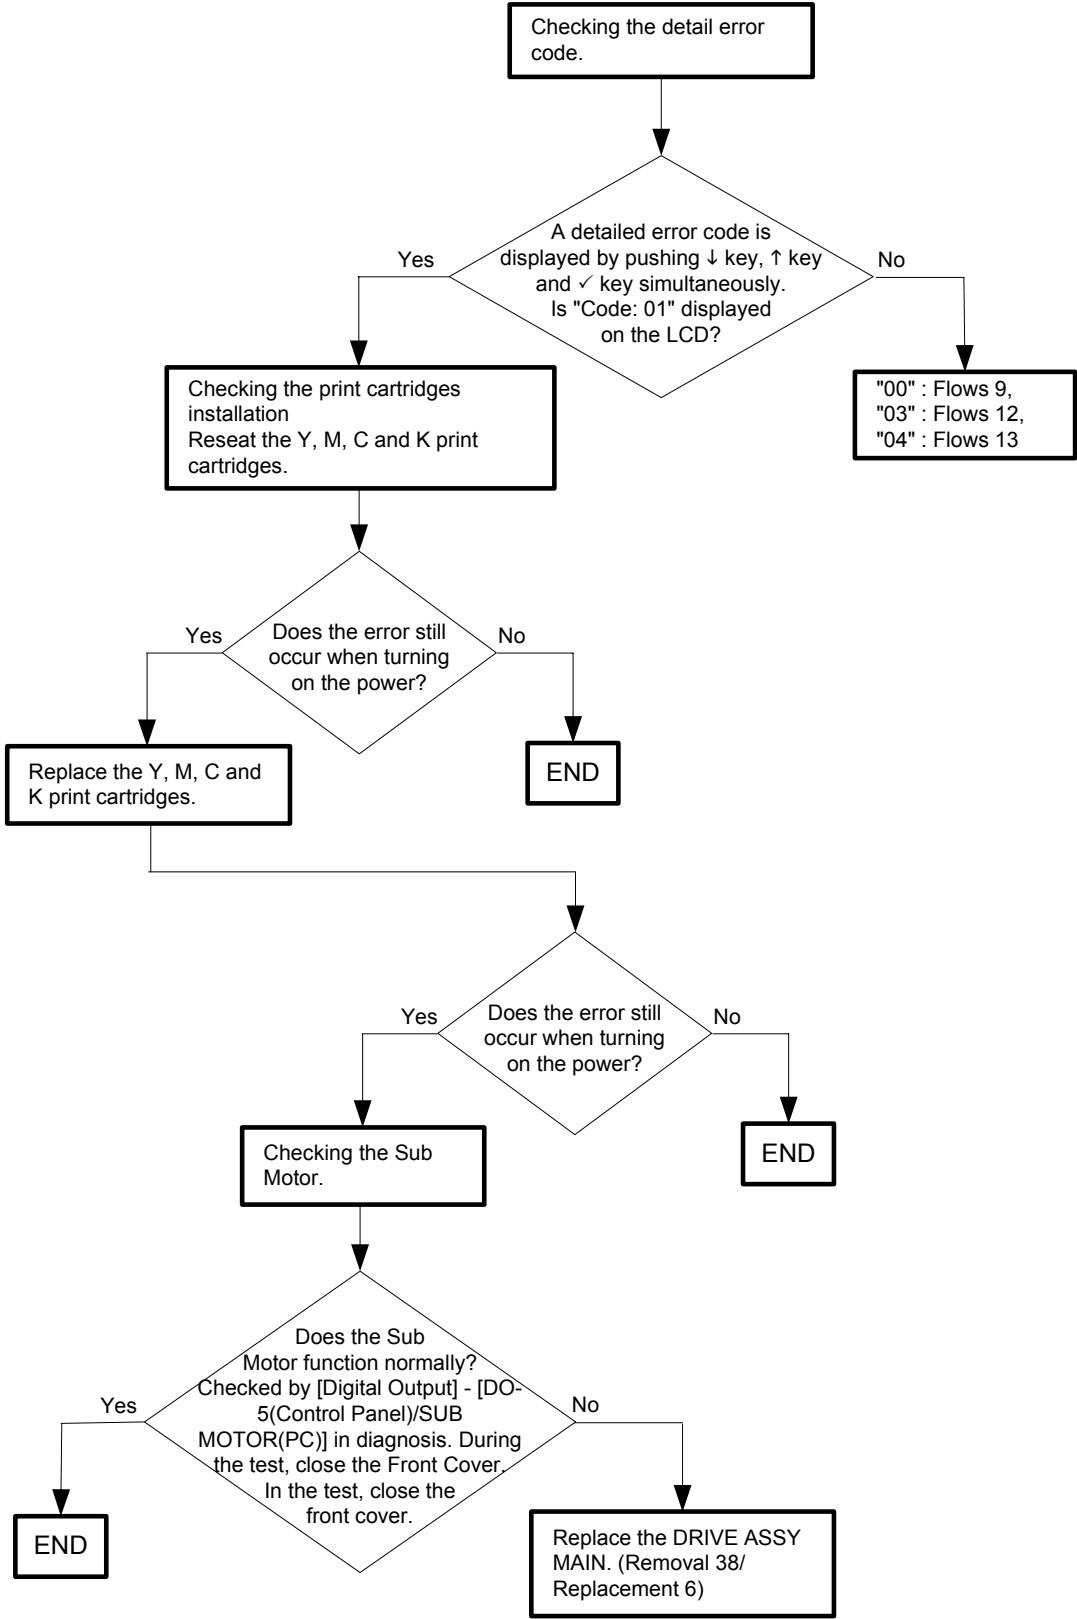 Checking the detail error
code.
A detailed error code is
displayed by pushing ↓ key, ↑ key
and ✓ key simultaneously.
Is "Code: 01" displayed
on the LCD?
Yes
No
Checking the print cartridges
installation
Reseat the Y, M, C and K print
cartridges.
"00" : Flows 9,
"03" : Flows 12,
"04" : Flows 13
Does the error still
occur when turning
on the power?
Yes
No
Replace the Y, M, C and
K print cartridges.
END
Does the error still
occur when turning
on the power?
Yes
No
Checking the Sub
Motor.
END
Does the Sub
Motor function normally?
Checked by [Digital Output] - [DO-
5(Control Panel)/SUB
MOTOR(PC)] in diagnosis. During
the test, close the Front Cover.
In the test, close the
front cover.
Yes
No
END
Replace the DRIVE ASSY
MAIN. (Removal 38/
Replacement 6)